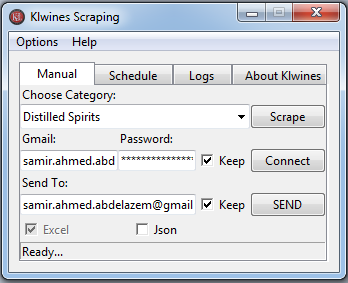 KL Klwines Scraping
Options Help
Manual Schedule Logs About Klwines
Choose Category:
Distilled Spirits Scrape
Gmail: Password:
samir.ahmed.abd *************** Keep Connect
Send To:
samir.ahmed.abdelazem@gmail Keep SEND
Excel Json
Ready...